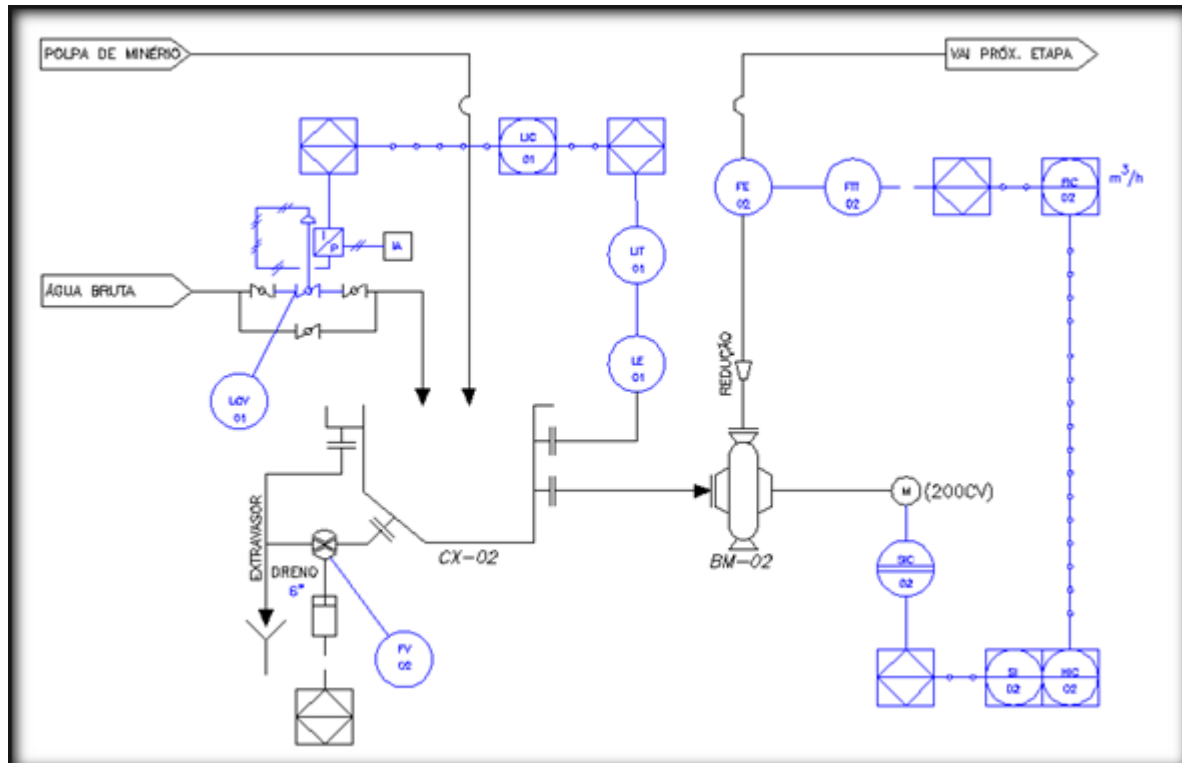 POLPA DE MINÉRIO
VAI PRÓX. ETAPA
LIC
01
FE
02
FIT
02
FIC
02
m³/h
I
P
IA
LIT
01
ÁGUA BRUTA
LE
01
REDUÇÃO
LCV
01
M
(200CV)
EXTRAVASOR
CX-02
BM-02
SIC
02
DRENO
6"
FV
02
SI
02
HIC
02